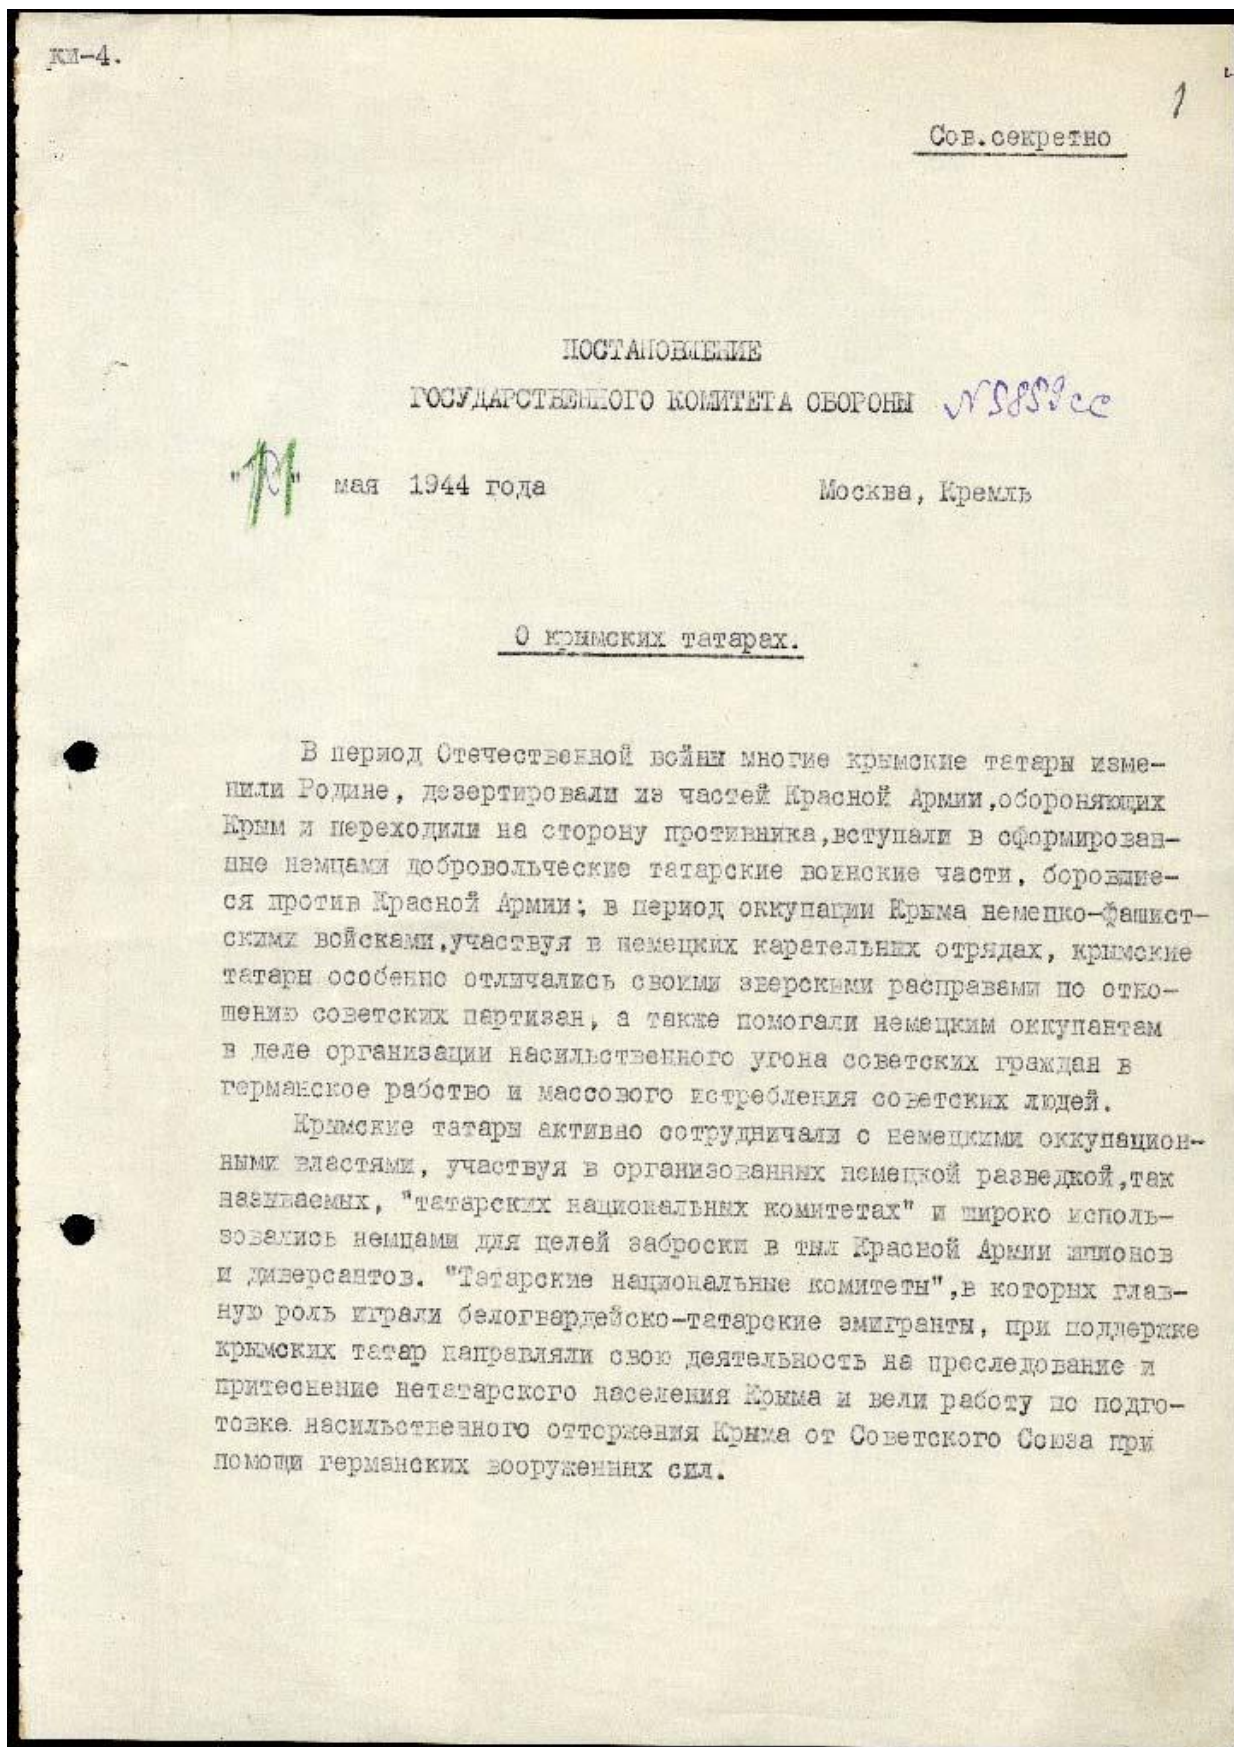 КИ-4.
1
Сов.секретно
ПОСТАНОВЛЕНИЕ
ГОСУДАРСТВЕННОГО КОМИТЕТА ОБОРОНЫ №5859сс
"11" мая 1944 года Москва, Кремль
О крымских татарах.
В период Отечественной войны многие крымские татары изме-
нили Родине, дезертировали из частей Красной Армии,обороняющих
Крым и переходили на сторону противника,вступали в сформирован-
ные немцами добровольческие татарские воинские части, боровшие-
ся против Красной Армии; в период оккупации Крыма немецко-фашист-
скими войсками,участвуя в немецких карательных отрядах, крымские
татары особенно отличались своими зверскими расправами по отно-
шению советских партизан, а также помогали немецким оккупантам
в деле организации насильственного угона советских граждан в
германское рабство и массового истребления советских людей.
Крымские татары активно сотрудничали с немецкими оккупацион-
ными властями, участвуя в организованных немецкой разведкой,так
называемых, "татарских национальных комитетах" и широко исполь-
зовались немцами для целей заброски в тыл Красной Армии шпионов
и диверсантов. "Татарские национальные комитеты",в которых глав-
ную роль играли белогвардейско-татарские эмигранты, при поддержке
крымских татар направляли свою деятельность на преследование и
притеснение нетатарского населения Крыма и вели работу по подго-
товке насильственного отторжения Крыма от Советского Союза при
помощи германских вооруженных сил.